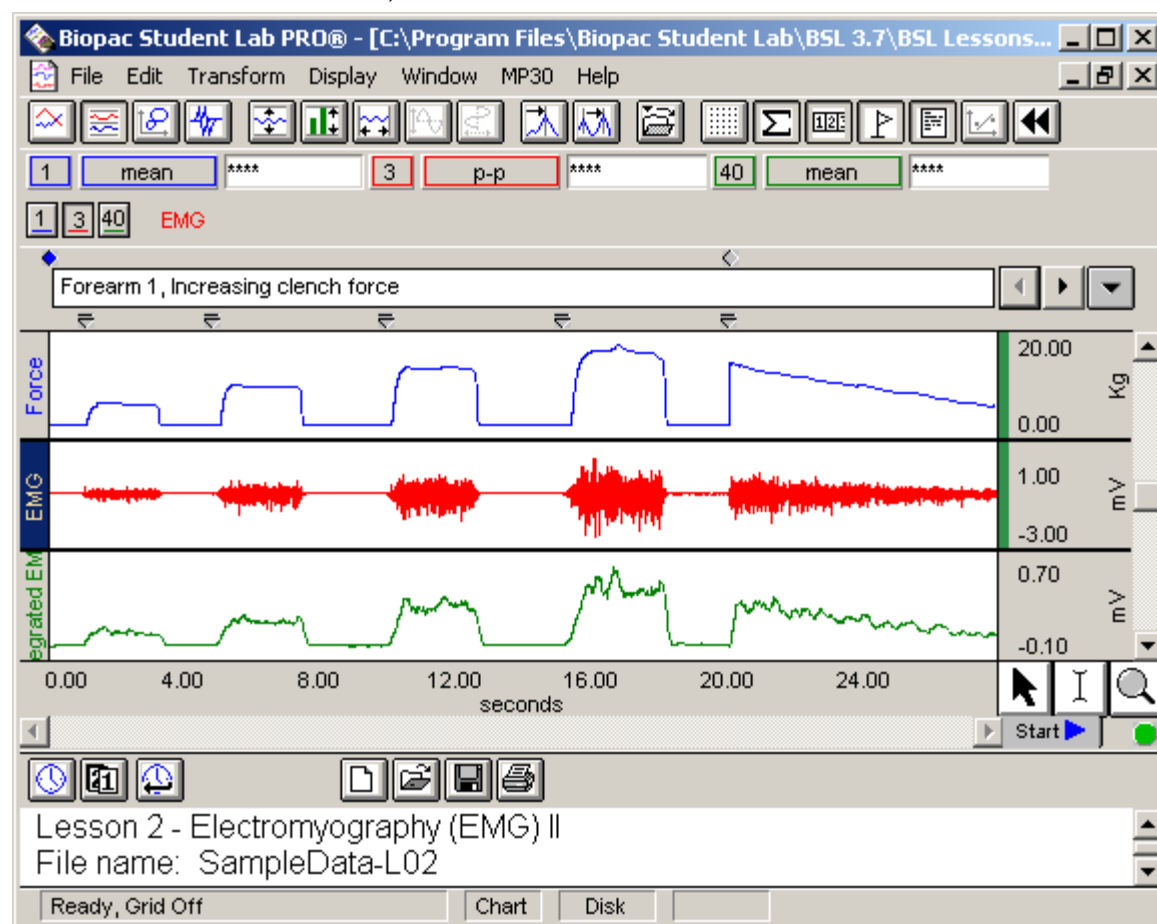 Biopac Student Lab PRO® - [C:\Program Files\Biopac Student Lab\BSL 3.7\BSL Lessons...
File Edit Transform Display Window MP30 Help
1 mean **** 3 p-p **** 40 mean ****
1 3 40 EMG
Forearm 1, Increasing clench force
Force
20.00
Kg
0.00
EMG
1.00
mV
-3.00
egrated EM
0.70
mV
-0.10
0.00 4.00 8.00 12.00 16.00 20.00 24.00
seconds
Start
Lesson 2 - Electromyography (EMG) II
File name: SampleData-L02
Ready, Grid Off Chart Disk